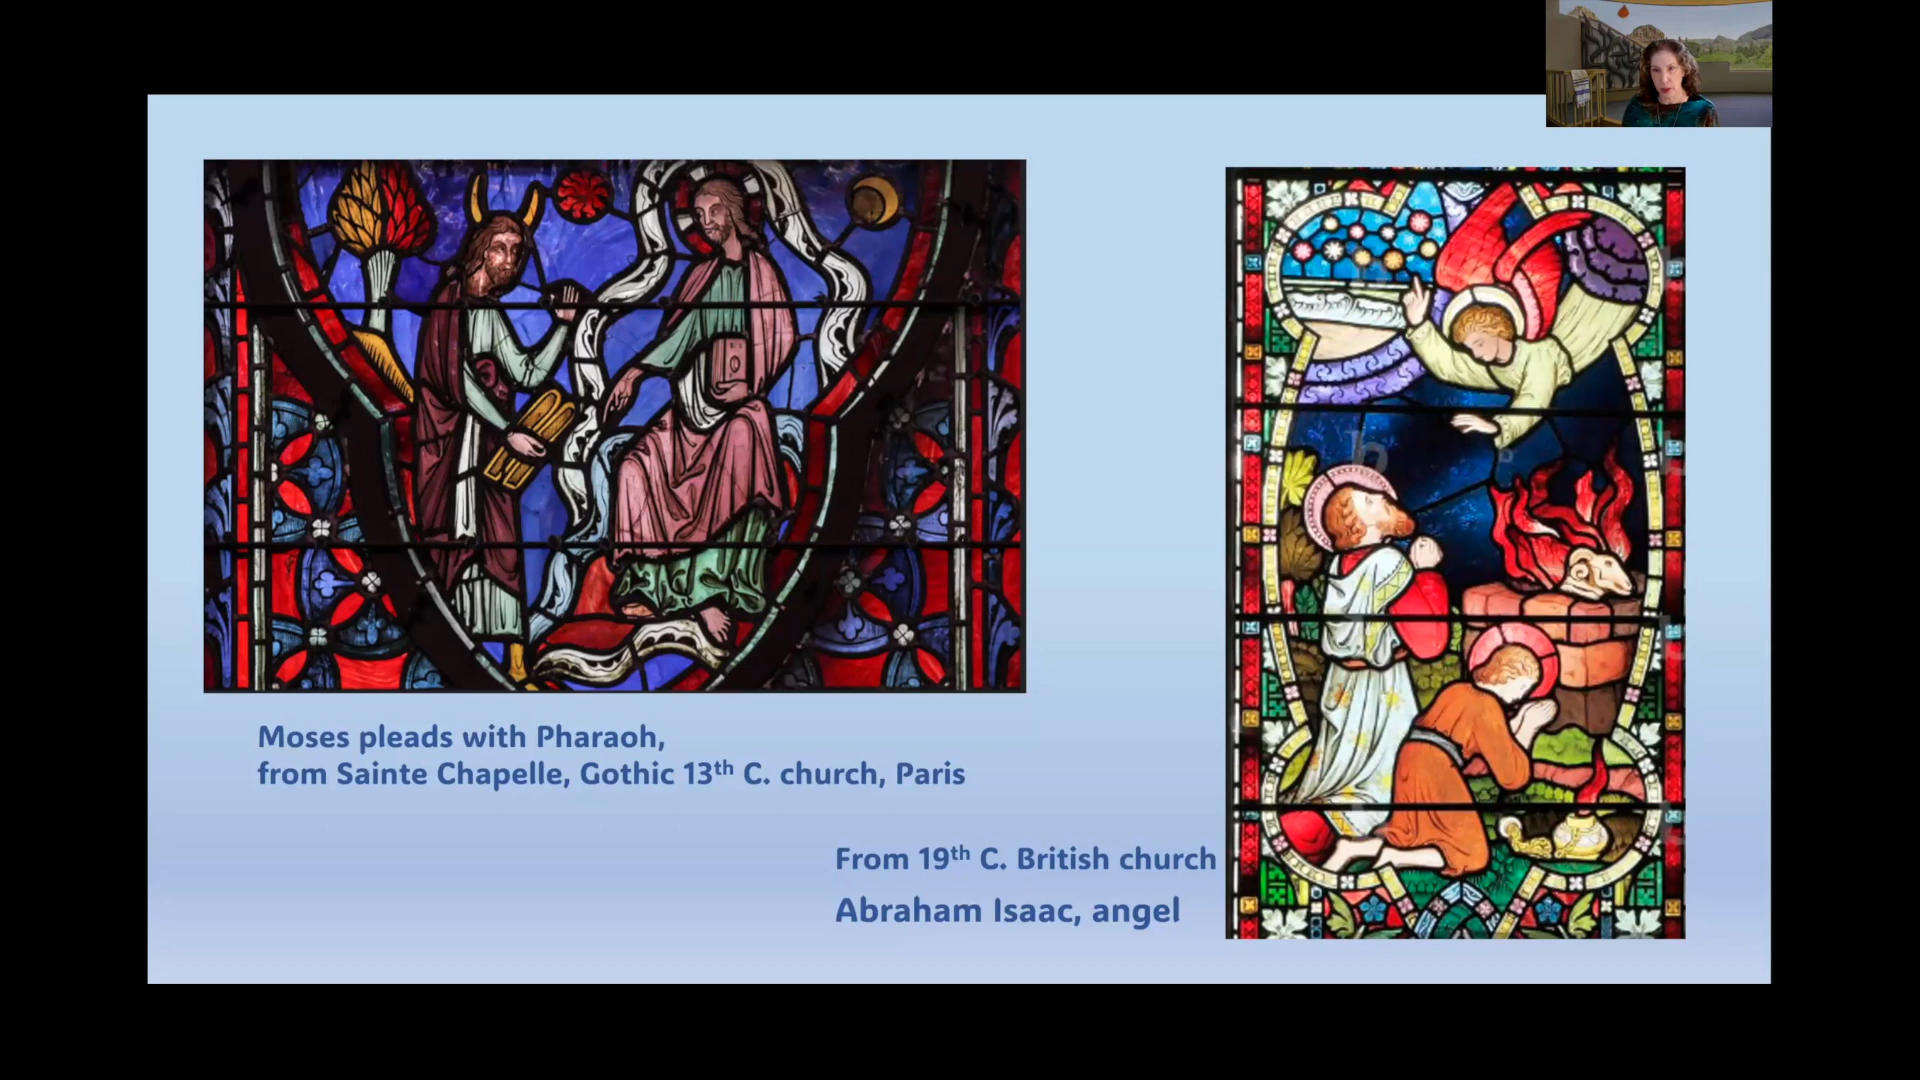 Moses pleads with Pharaoh,
from Sainte Chapelle, Gothic 13th C. church, Paris
From 19th C. British church
Abraham Isaac, angel